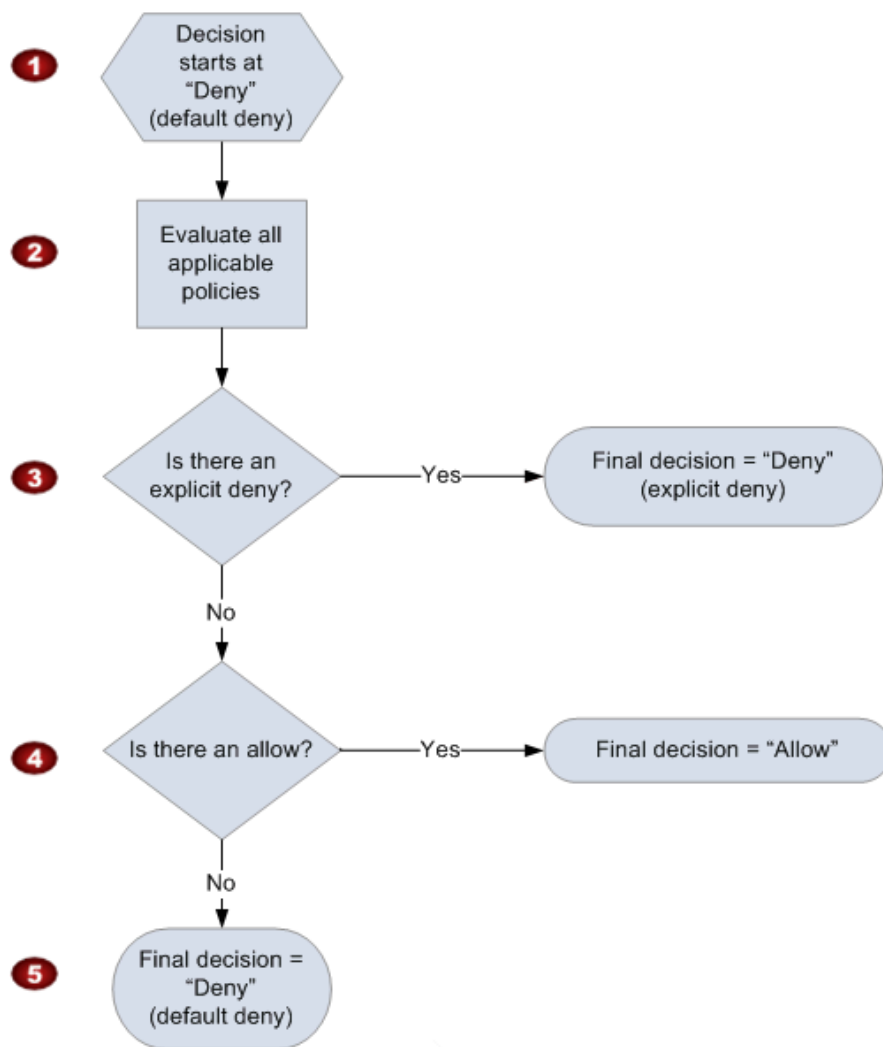 1
Decision
starts at
“Deny”
(default deny)
2
Evaluate all
applicable
policies
3
Is there an
explicit deny?
Yes
Final decision = “Deny”
(explicit deny)
No
4
Is there an allow?
Yes
Final decision = “Allow”
No
5
Final decision =
“Deny”
(default deny)